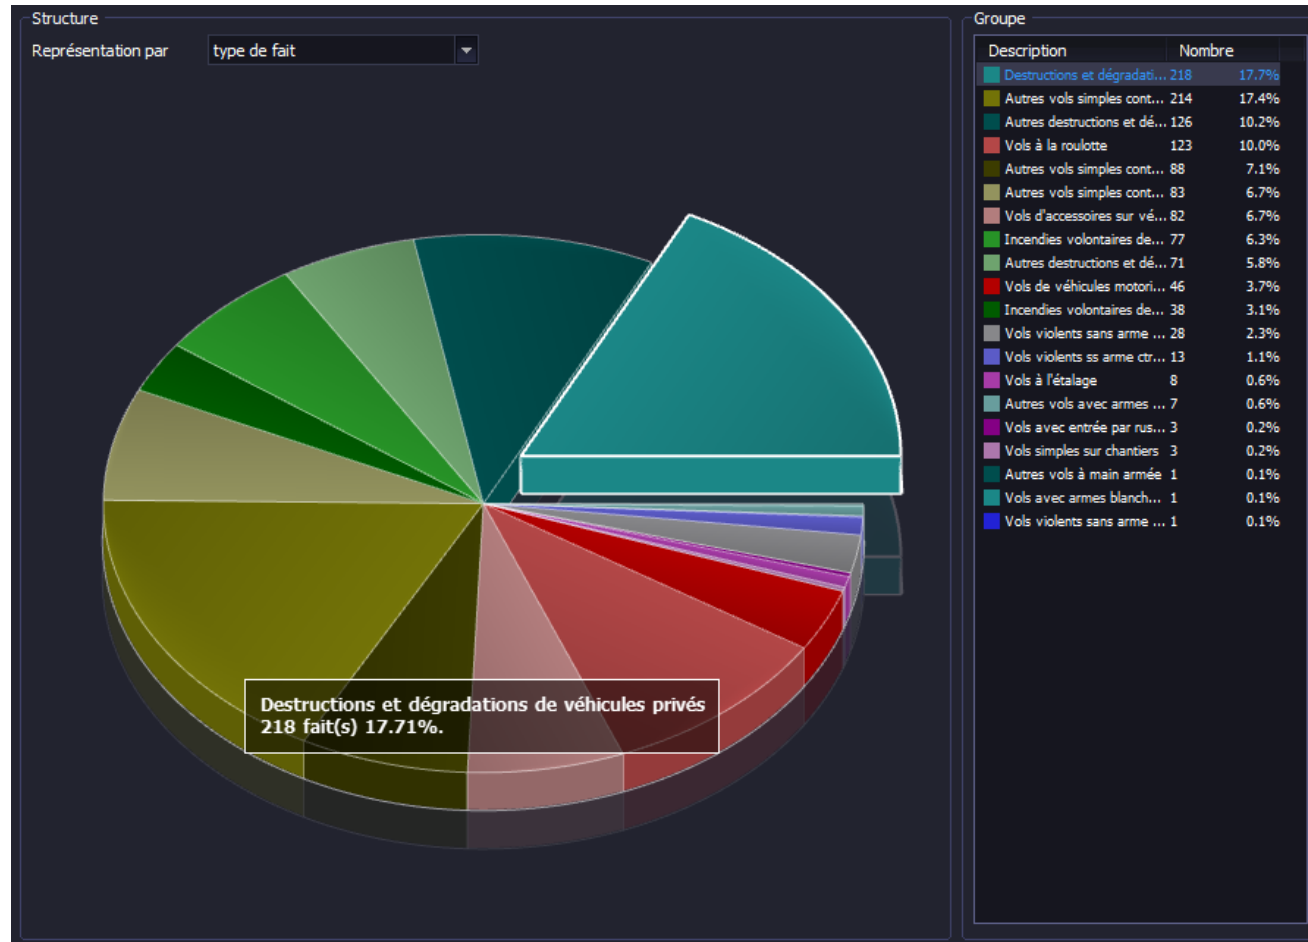 Structure
Représentation par type de fait
Destructions et dégradations de véhicules privés
218 fait(s) 17.71%.
Groupe
Description Nombre
Destructions et dégradati... 218 17.7%
Autres vols simples cont... 214 17.4%
Autres destructions et dé... 126 10.2%
Vols à la roulotte 123 10.0%
Autres vols simples cont... 88 7.1%
Autres vols simples cont... 83 6.7%
Vols d'accessoires sur vé... 82 6.7%
Incendies volontaires de... 77 6.3%
Autres destructions et dé... 71 5.8%
Vols de véhicules motori... 46 3.7%
Incendies volontaires de... 38 3.1%
Vols violents sans arme ... 28 2.3%
Vols violents ss arme ctr... 13 1.1%
Vols à l'étalage 8 0.6%
Autres vols avec armes ... 7 0.6%
Vols avec entrée par rus... 3 0.2%
Vols simples sur chantiers 3 0.2%
Autres vols à main armée 1 0.1%
Vols avec armes blanch... 1 0.1%
Vols violents sans arme ... 1 0.1%